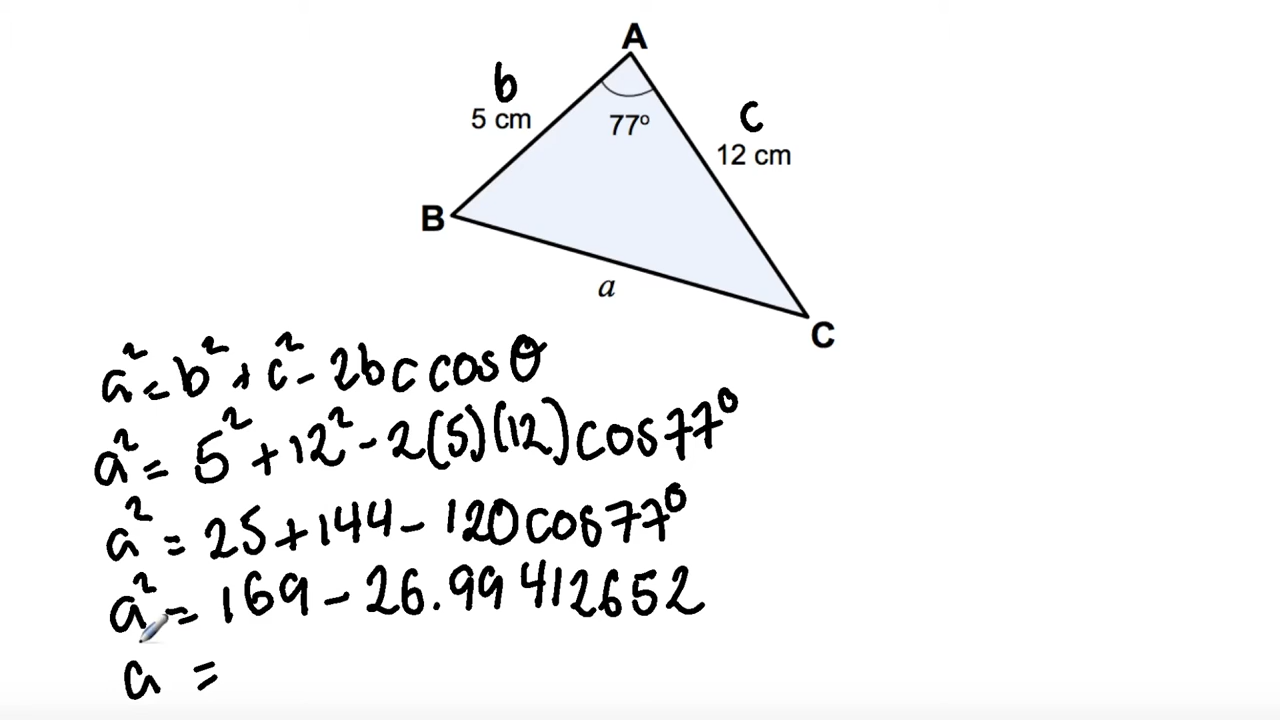 A
b
5 cm
77°
c
12 cm
B
a
C
a² = b² + c² - 2bc cos θ
a² = 5² + 12² - 2(5)(12) cos 77°
a² = 25 + 144 - 120 cos 77°
a² = 169 - 26.99412652
a =